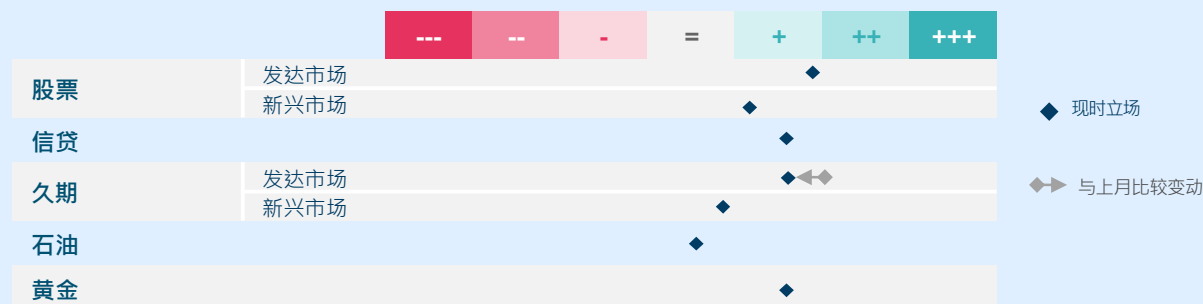 --- -- - = + ++ +++
股票 发达市场
新兴市场
信贷
久期 发达市场
新兴市场
石油
黄金
现时立场
与上月比较变动